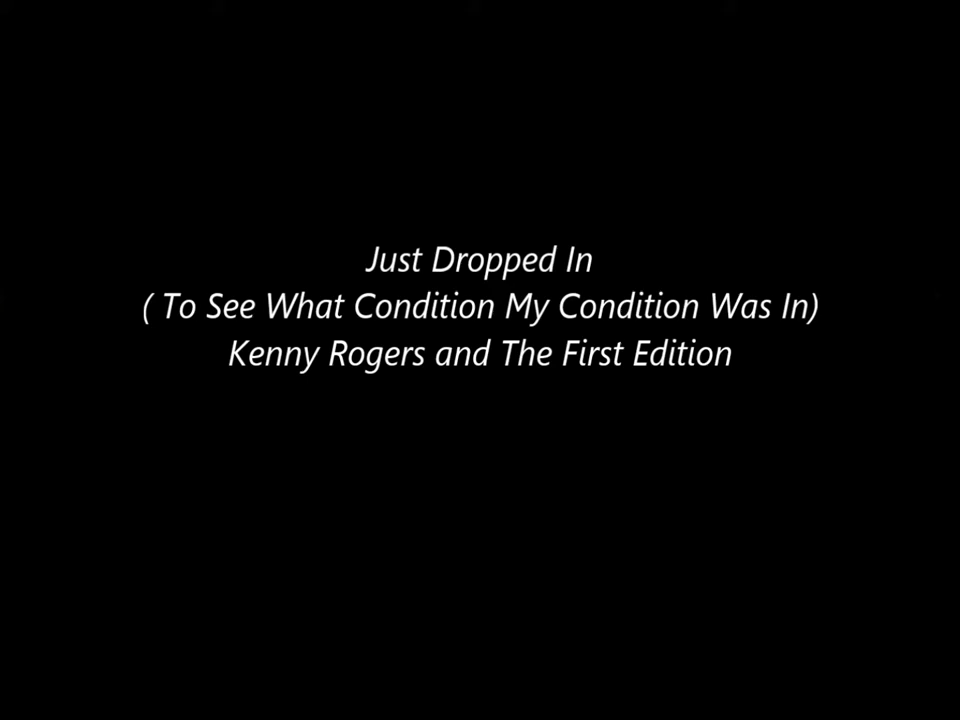 Just Dropped In
( To See What Condition My Condition Was In)
Kenny Rogers and The First Edition